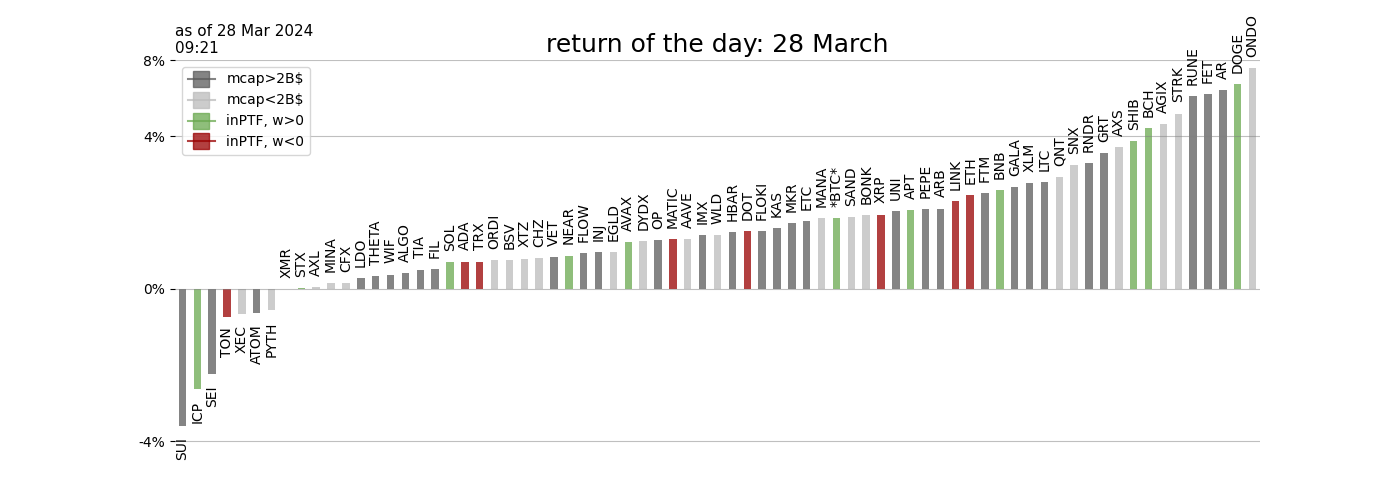 as of 28 Mar 2024
09:21
return of the day: 28 March
8%
4%
0%
-4%
mcap>2B$
mcap<2B$
inPTF, w>0
inPTF, w<0
SUI
ICP
SEI
TON
XEC
ATOM
PYTH
XMR
STX
AXL
MINA
CFX
LDO
THETA
WIF
ALGO
TIA
FIL
SOL
ADA
TRX
ORDI
BSV
XTZ
CHZ
VET
NEAR
FLOW
INJ
EGLD
AVAX
DYDX
OP
MATIC
AAVE
IMX
WLD
HBAR
DOT
FLOKI
KAS
MKR
ETC
MANA
*BTC*
SAND
BONK
XRP
UNI
APT
PEPE
ARB
LINK
ETH
FTM
BNB
GALA
XLM
LTC
QNT
SNX
RNDR
GRT
AXS
SHIB
BCH
AGIX
STRK
RUNE
FET
AR
DOGE
ONDO